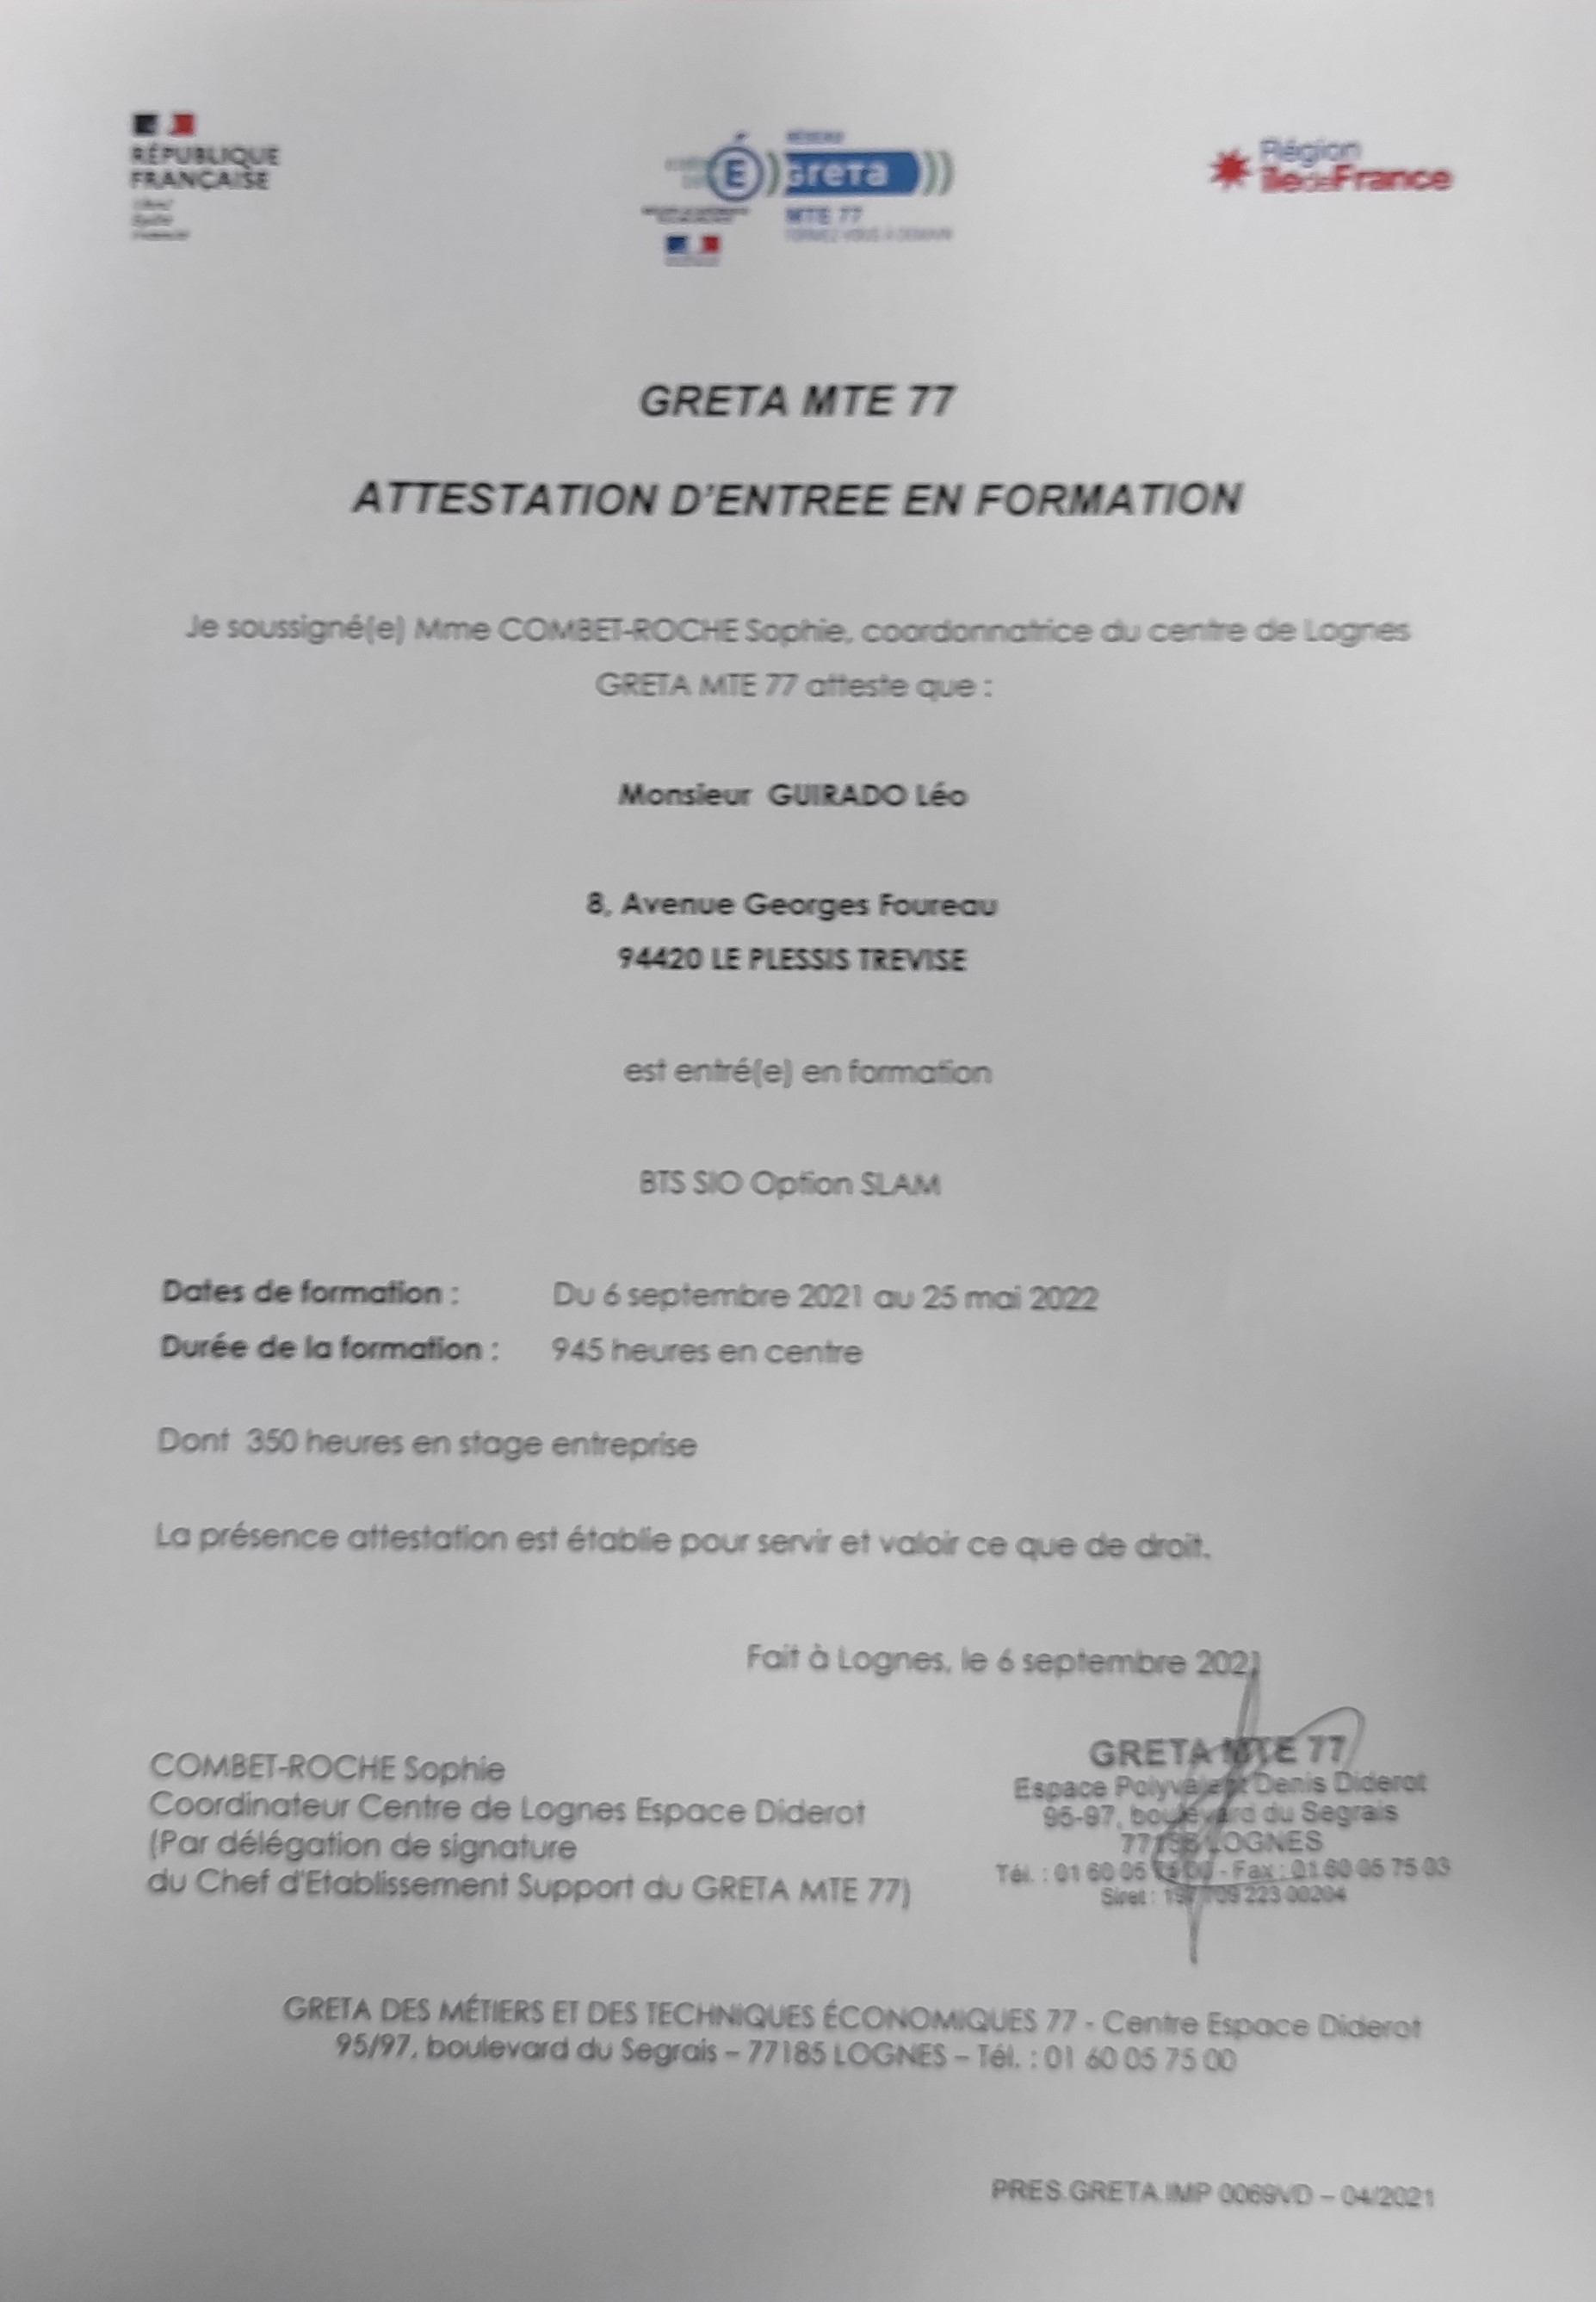 RÉPUBLIQUE
FRANÇAISE
RÉSEAU
É Greta
MTE 77
FORMEZ-VOUS À DEMAIN
Région
île de France
GRETA MTE 77
ATTESTATION D'ENTREE EN FORMATION
Je soussigné(e) Mme COMBET-ROCHE Sophie, coordonnatrice du centre de Lognes
GRETA MTE 77 atteste que :
Monsieur GUIRADO Léo
8, Avenue Georges Foureau
94420 LE PLESSIS TREVISE
est entré(e) en formation
BTS SIO Option SLAM
Dates de formation : Du 6 septembre 2021 au 25 mai 2022
Durée de la formation : 945 heures en centre
Dont 350 heures en stage entreprise
La présence attestation est établie pour servir et valoir ce que de droit.
Fait à Lognes, le 6 septembre 2021
COMBET-ROCHE Sophie
Coordinateur Centre de Lognes Espace Diderot
(Par délégation de signature
du Chef d'Etablissement Support du GRETA MTE 77)
GRETA MTE 77
Espace Polyvalent Denis Diderot
95-97, boulevard du Segrais
77185 LOGNES
Tél. : 01 60 05 75 00 - Fax : 01 60 05 75 03
Siret : 197 709 223 00204
GRETA DES MÉTIERS ET DES TECHNIQUES ÉCONOMIQUES 77 - Centre Espace Diderot
95/97, boulevard du Segrais – 77185 LOGNES – Tél. : 01 60 05 75 00
PRES.GRETA.IMP 0069VD – 04/2021